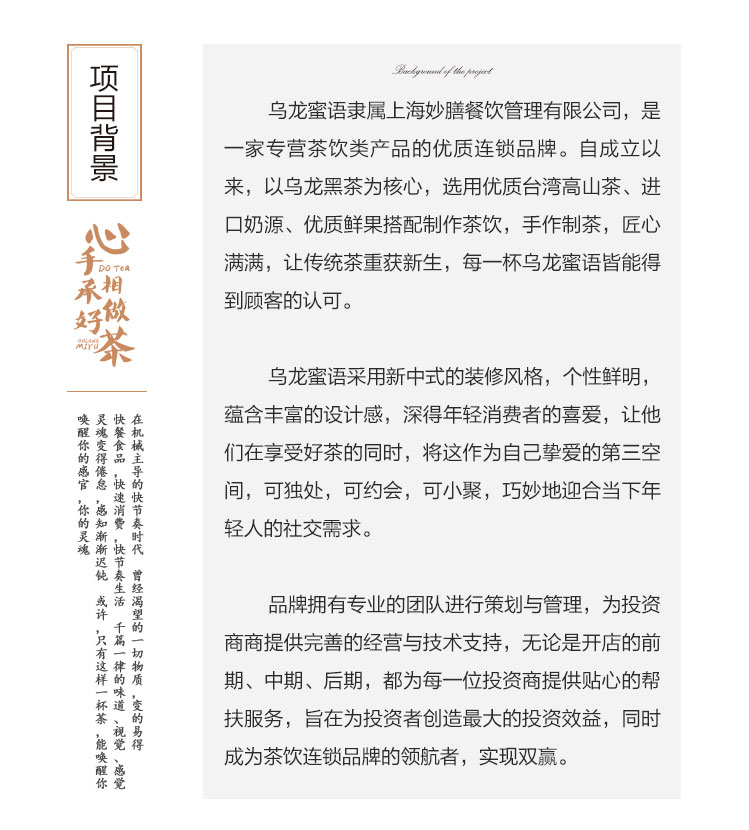 项目背景
心手相承
DO TEA
做好茶
OOLONG
MIYU
在机械主导的快节奏时代 曾经渴望的一切物质,变的易得
快餐食品,快速消费,快节奏生活 千篇一律的味道、视觉、感觉
灵魂变得倦怠,感知渐渐迟钝 或许,只有这样一杯茶,能唤醒你
唤醒你的感官,你的灵魂
Background of the project
乌龙蜜语隶属上海妙膳餐饮管理有限公司，是
一家专营茶饮类产品的优质连锁品牌。自成立以
来，以乌龙黑茶为核心，选用优质台湾高山茶、进
口奶源、优质鲜果搭配制作茶饮，手作制茶，匠心
满满，让传统茶重获新生，每一杯乌龙蜜语皆能得
到顾客的认可。
乌龙蜜语采用新中式的装修风格，个性鲜明，
蕴含丰富的设计感，深得年轻消费者的喜爱，让他
们在享受好茶的同时，将这作为自己挚爱的第三空
间，可独处，可约会，可小聚，巧妙地迎合当下年
轻人的社交需求。
品牌拥有专业的团队进行策划与管理，为投资
商商提供完善的经营与技术支持，无论是开店的前
期、中期、后期，都为每一位投资商提供贴心的帮
扶服务，旨在为投资者创造最大的投资效益，同时
成为茶饮连锁品牌的领航者，实现双赢。